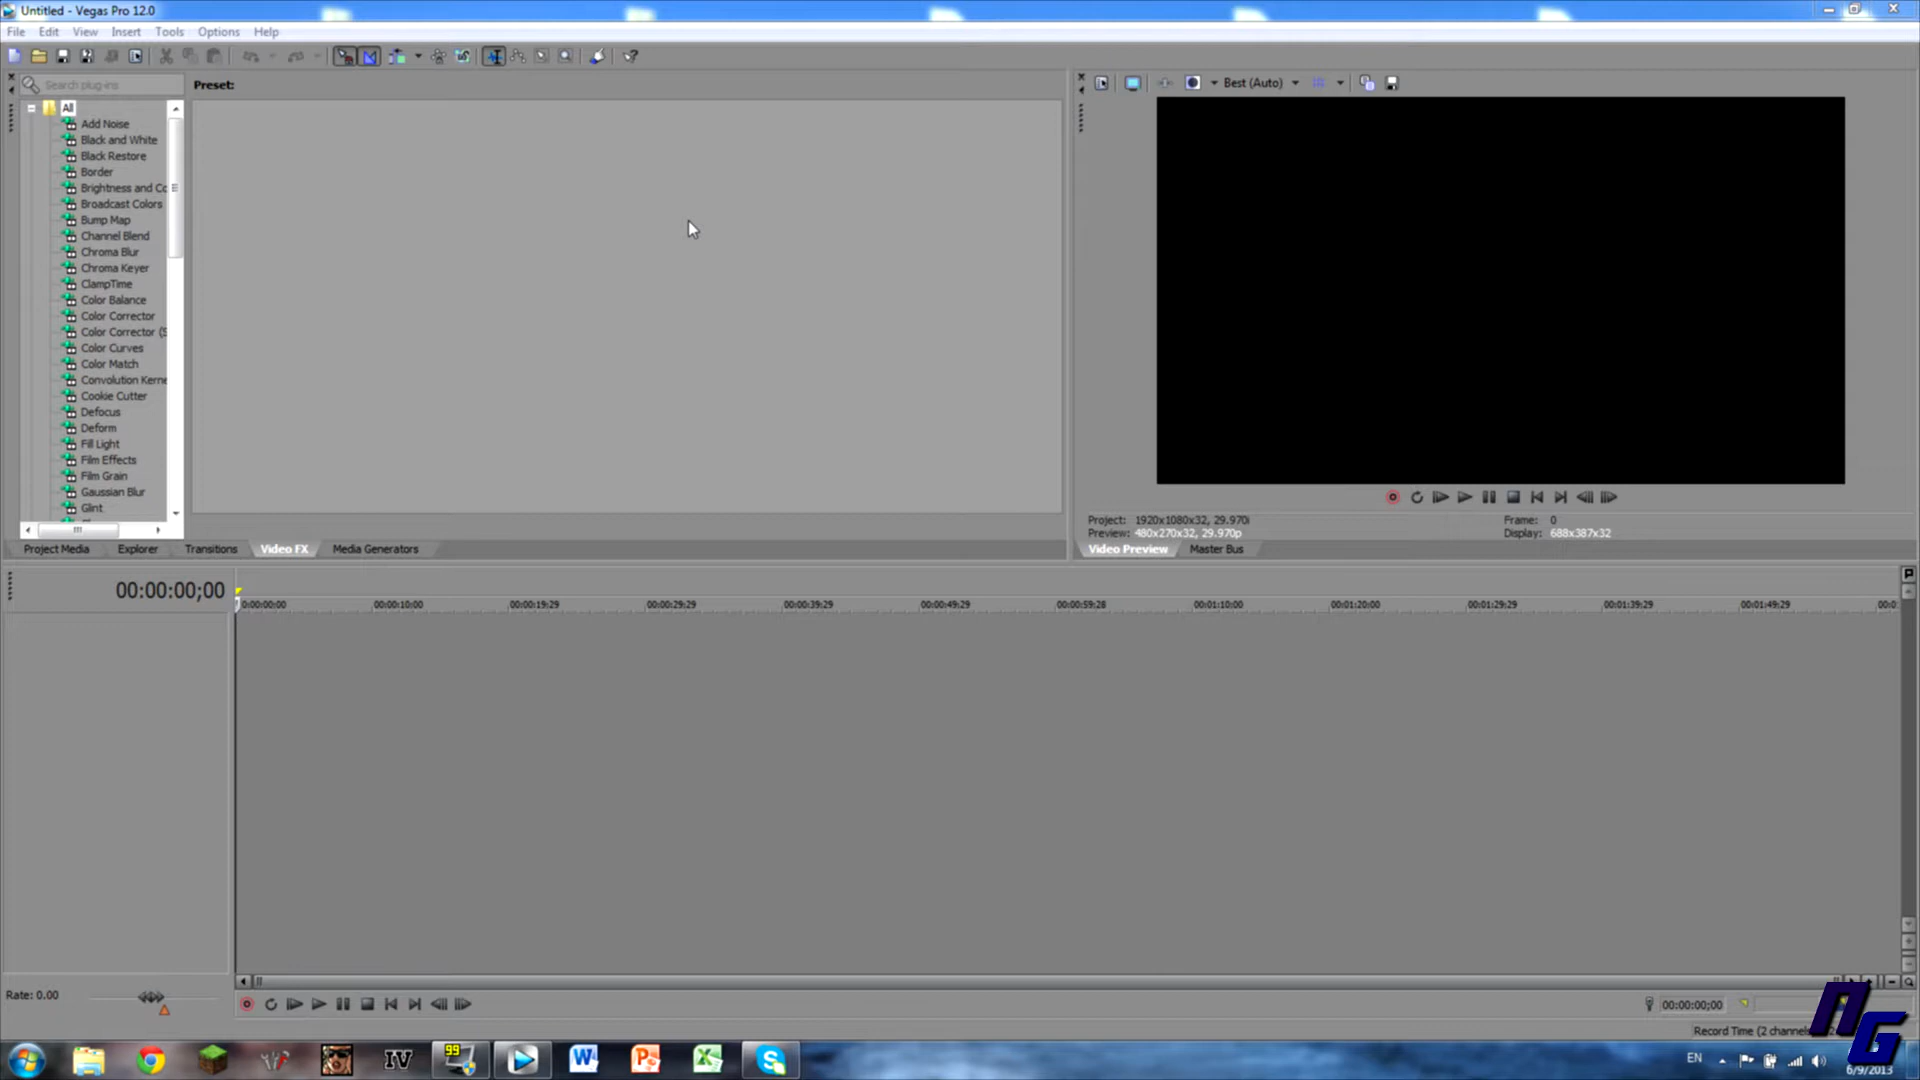 Untitled - Vegas Pro 12.0
File Edit View Insert Tools Options Help
Search plug-ins
Preset:
Best (Auto)
All
Add Noise
Black and White
Black Restore
Border
Brightness and Co
Broadcast Colors
Bump Map
Channel Blend
Chroma Blur
Chroma Keyer
ClampTime
Color Balance
Color Corrector
Color Corrector (S
Color Curves
Color Match
Convolution Kerne
Cookie Cutter
Defocus
Deform
Fill Light
Film Effects
Film Grain
Gaussian Blur
Glint
Project: 1920x1080x32, 29.970i
Frame: 0
Preview: 480x270x32, 29.970p
Display: 688x387x32
Project Media Explorer Transitions Video FX Media Generators
Video Preview Master Bus
00:00:00;00
00:00:00;00 00:00:10;00 00:00:19;29 00:00:29;29 00:00:39;29 00:00:49;29 00:00:59;28 00:01:10;00 00:01:20;00 00:01:29;29 00:01:39;29 00:01:49;29 00:0
Rate: 0.00
00:00:00;00
Record Time (2 channels
NG
99
IV
EN
6/9/2013